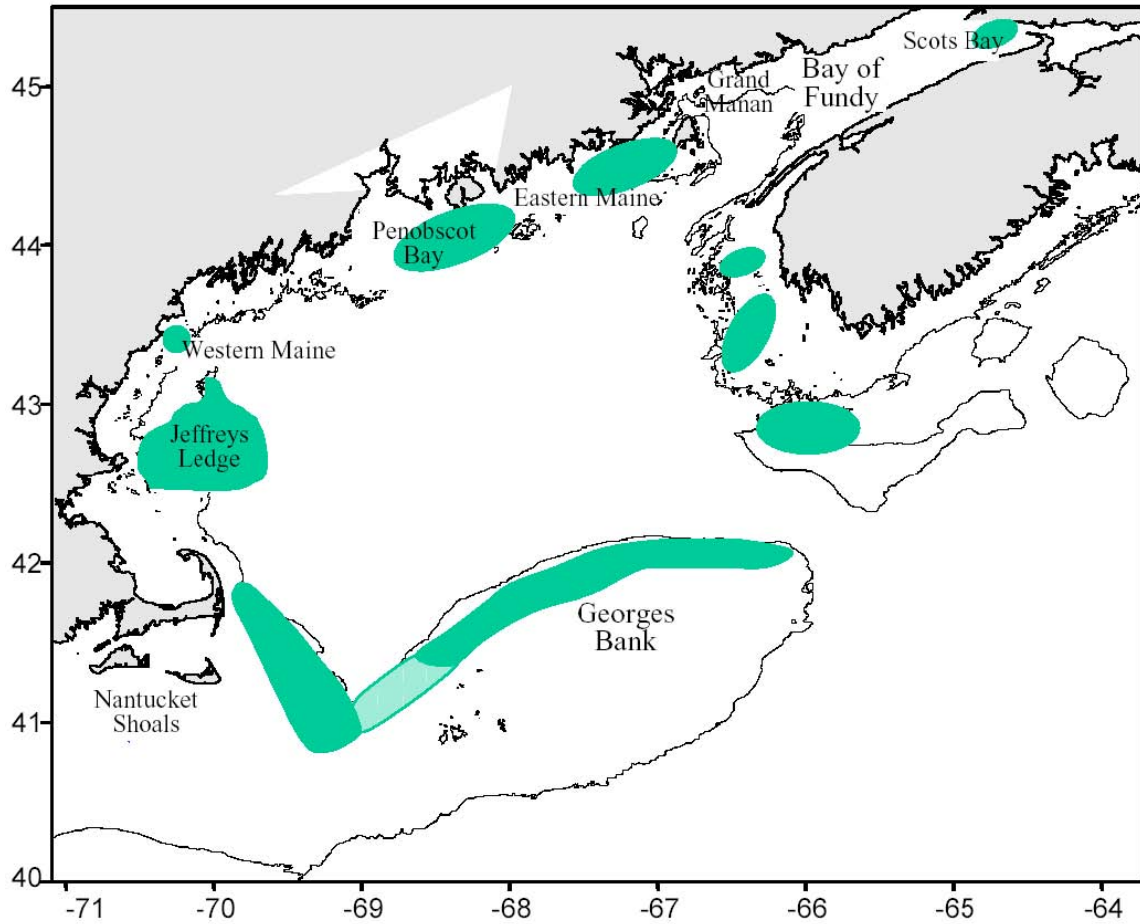 45
44
43
42
41
40
Scots Bay
Bay of
Fundy
Grand
Manan
Eastern Maine
Penobscot
Bay
Western Maine
Jeffreys
Ledge
Georges
Bank
Nantucket
Shoals
-71
-70
-69
-68
-67
-66
-65
-64